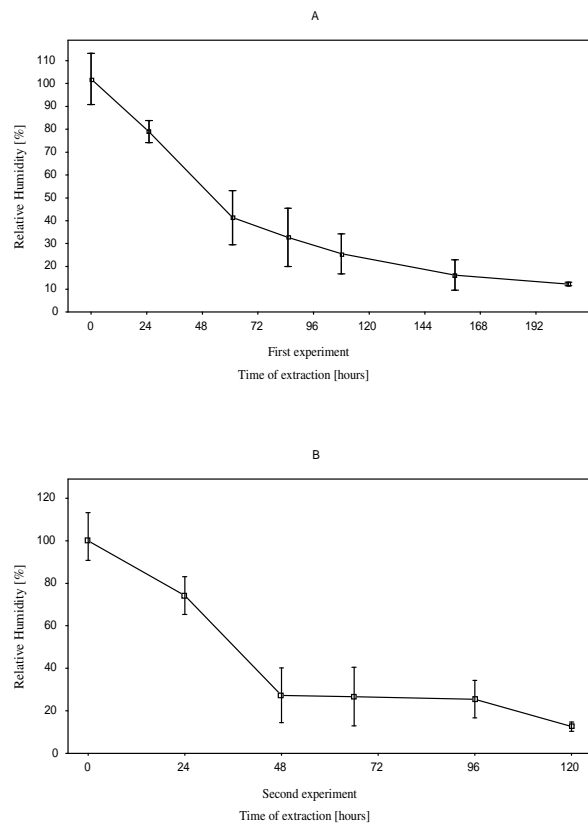 A
Relative Humidity [%]
110
100
90
80
70
60
50
40
30
20
10
0
0 24 48 72 96 120 144 168 192
First experiment
Time of extraction [hours]
B
Relative Humidity [%]
120
100
80
60
40
20
0
0 24 48 72 96 120
Second experiment
Time of extraction [hours]